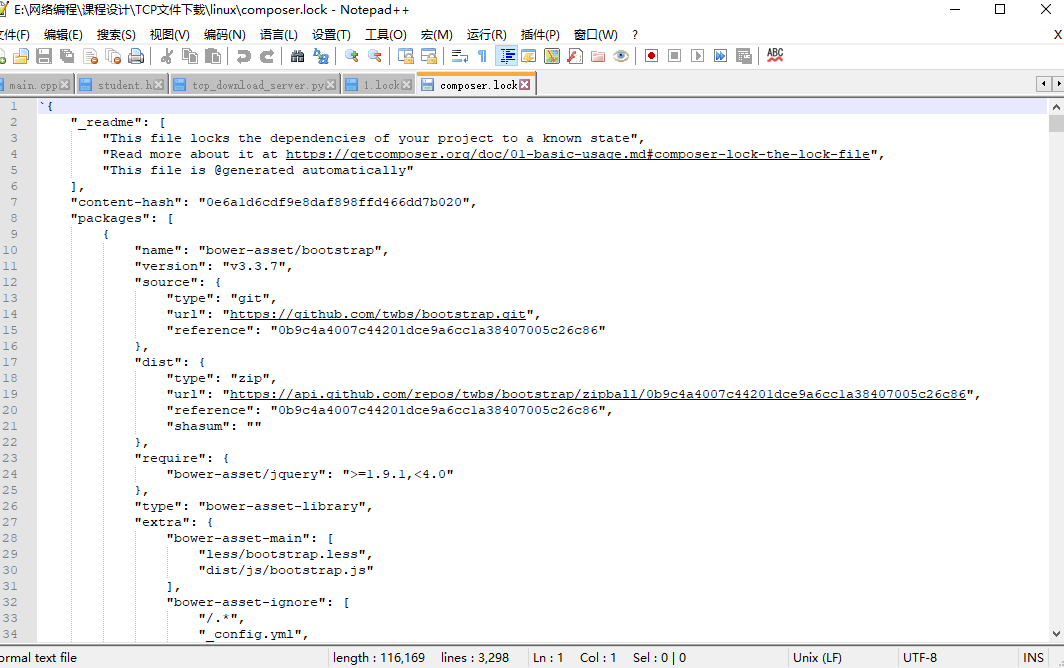 E:\网络编程\课程设计\TCP文件下载\linux\composer.lock - Notepad++
文件(F) 编辑(E) 搜索(S) 视图(V) 编码(N) 语言(L) 设置(T) 工具(O) 宏(M) 运行(R) 插件(P) 窗口(W) ? X
ABC
main.cpp student.h tcp_download_server.py 1.lock composer.lock
1 `{
2 "_readme": [
3 "This file locks the dependencies of your project to a known state",
4 "Read more about it at https://getcomposer.org/doc/01-basic-usage.md#composer-lock-the-lock-file",
5 "This file is @generated automatically"
6 ],
7 "content-hash": "0e6a1d6cdf9e8daf898ffd466dd7b020",
8 "packages": [
9 {
10 "name": "bower-asset/bootstrap",
11 "version": "v3.3.7",
12 "source": {
13 "type": "git",
14 "url": "https://github.com/twbs/bootstrap.git",
15 "reference": "0b9c4a4007c44201dce9a6cc1a38407005c26c86"
16 },
17 "dist": {
18 "type": "zip",
19 "url": "https://api.github.com/repos/twbs/bootstrap/zipball/0b9c4a4007c44201dce9a6cc1a38407005c26c86",
20 "reference": "0b9c4a4007c44201dce9a6cc1a38407005c26c86",
21 "shasum": ""
22 },
23 "require": {
24 "bower-asset/jquery": ">=1.9.1,<4.0"
25 },
26 "type": "bower-asset-library",
27 "extra": {
28 "bower-asset-main": [
29 "less/bootstrap.less",
30 "dist/js/bootstrap.js"
31 ],
32 "bower-asset-ignore": [
33 "/.*",
34 "_config.yml",
ormal text file length : 116,169 lines : 3,298 Ln : 1 Col : 1 Sel : 0 | 0 Unix (LF) UTF-8 INS